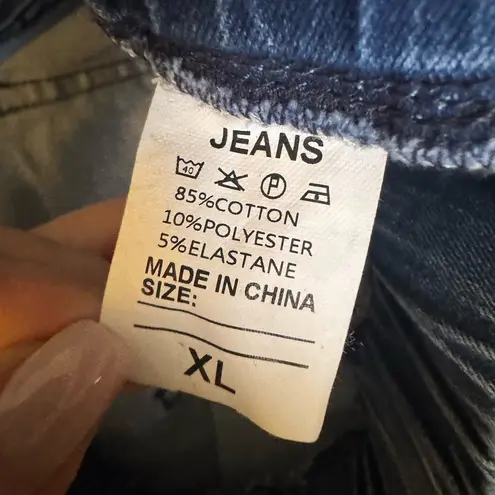 JEANS
40 P
85%COTTON
10%POLYESTER
5%ELASTANE
MADE IN CHINA
SIZE:
XL